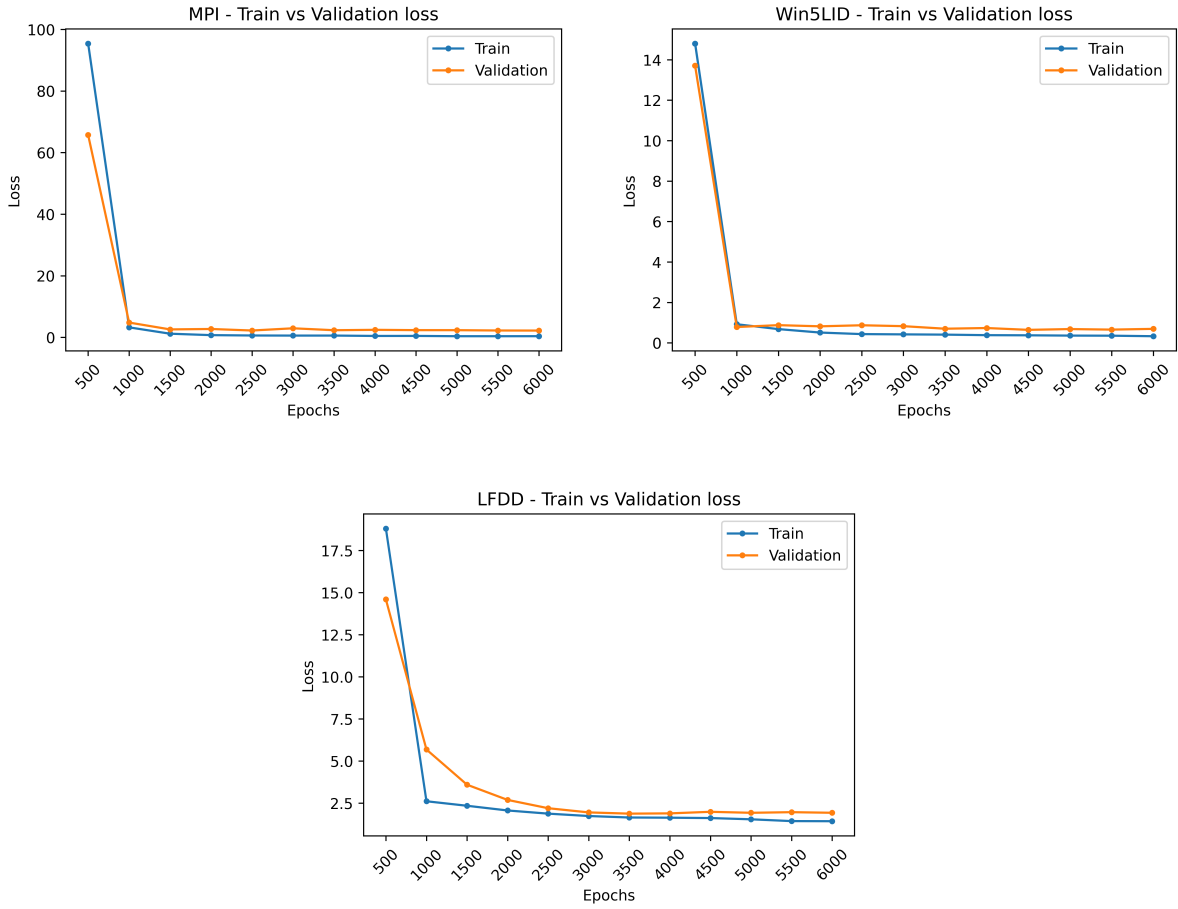 MPI - Train vs Validation loss
100
80
60
40
20
0
Loss
Train
Validation
500 1000 1500 2000 2500 3000 3500 4000 4500 5000 5500 6000
Epochs
Win5LID - Train vs Validation loss
14
12
10
8
6
4
2
0
Loss
Train
Validation
500 1000 1500 2000 2500 3000 3500 4000 4500 5000 5500 6000
Epochs
LFDD - Train vs Validation loss
17.5
15.0
12.5
10.0
7.5
5.0
2.5
Loss
Train
Validation
500 1000 1500 2000 2500 3000 3500 4000 4500 5000 5500 6000
Epochs